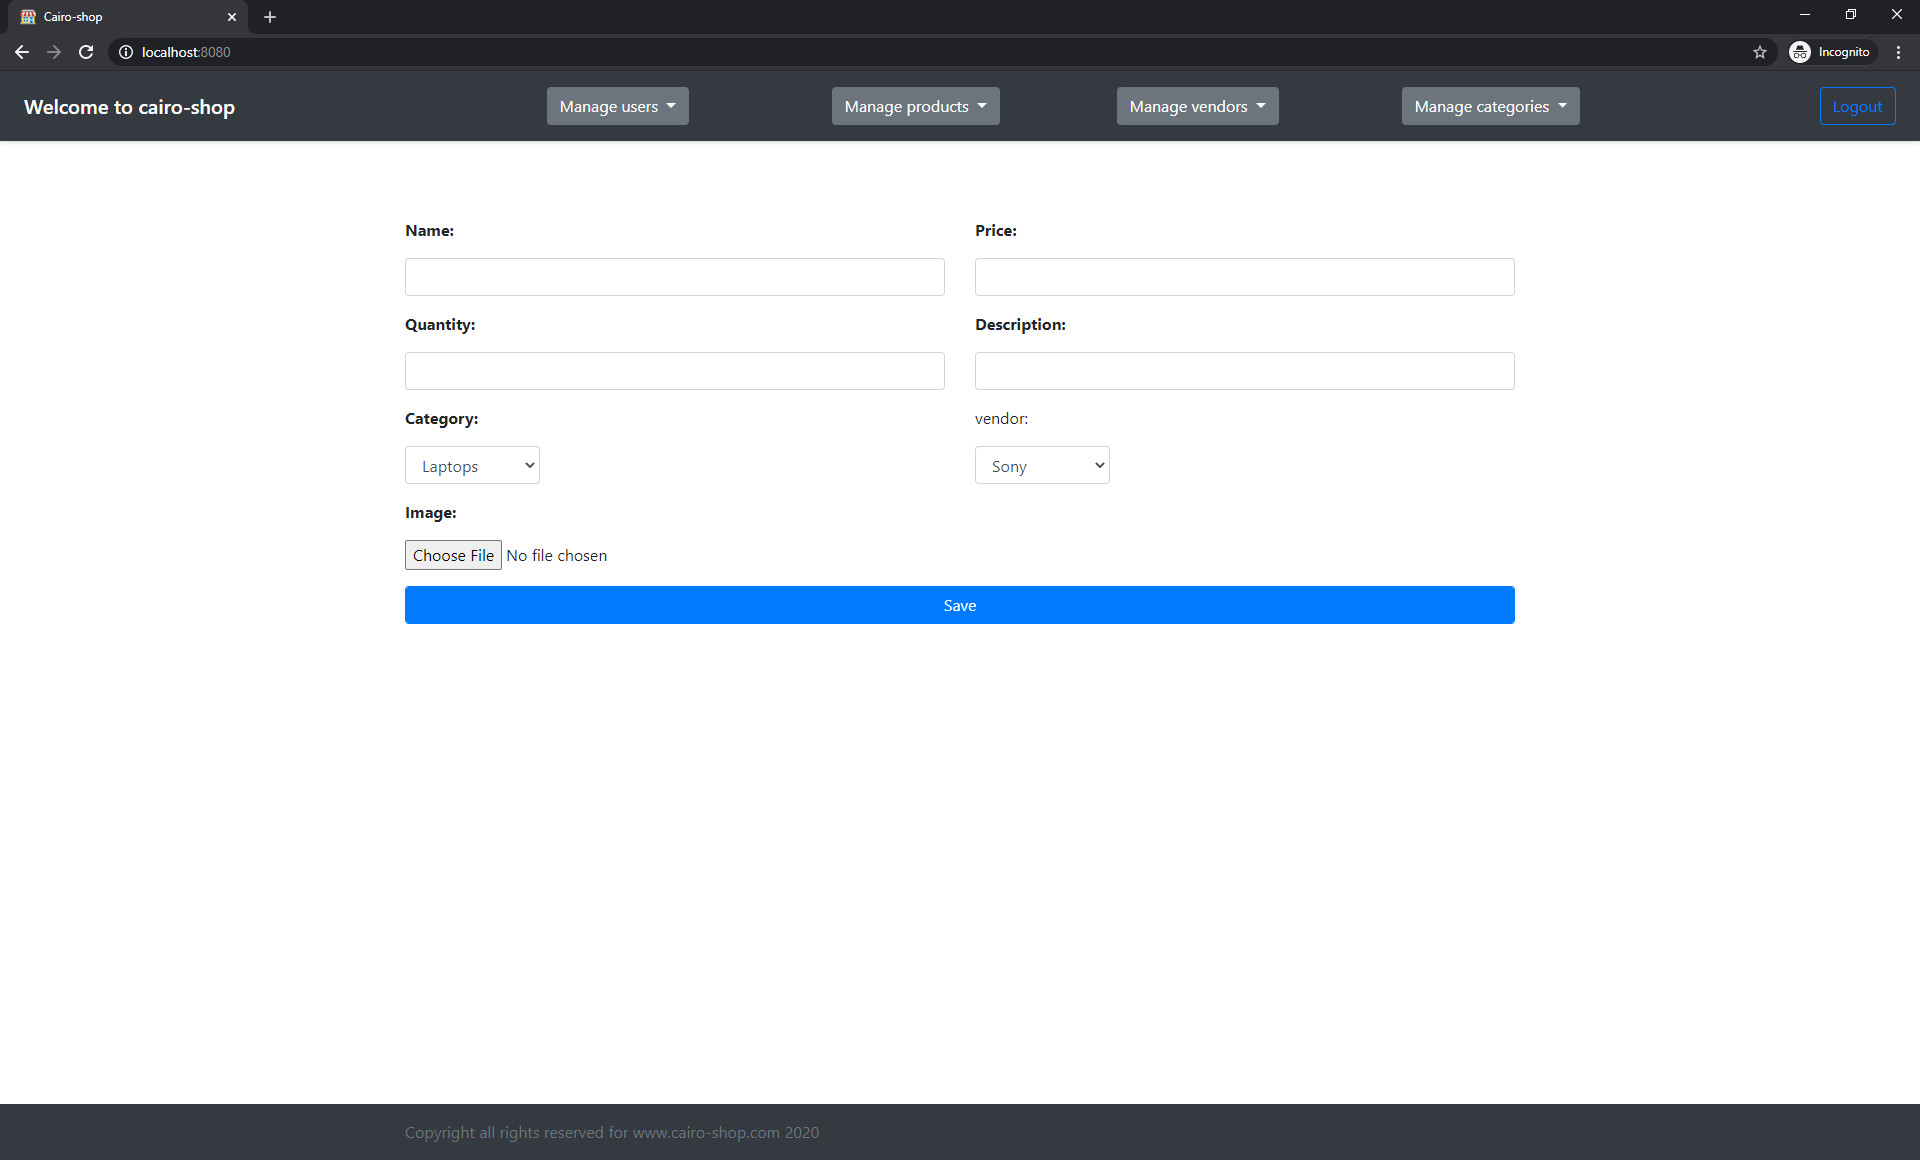 Cairo-shop
localhost:8080
Incognito
Welcome to cairo-shop
Manage users
Manage products
Manage vendors
Manage categories
Logout
Name:
Price:
Quantity:
Description:
Category:
vendor:
Laptops
Sony
Image:
Choose File No file chosen
Save
Copyright all rights reserved for www.cairo-shop.com 2020